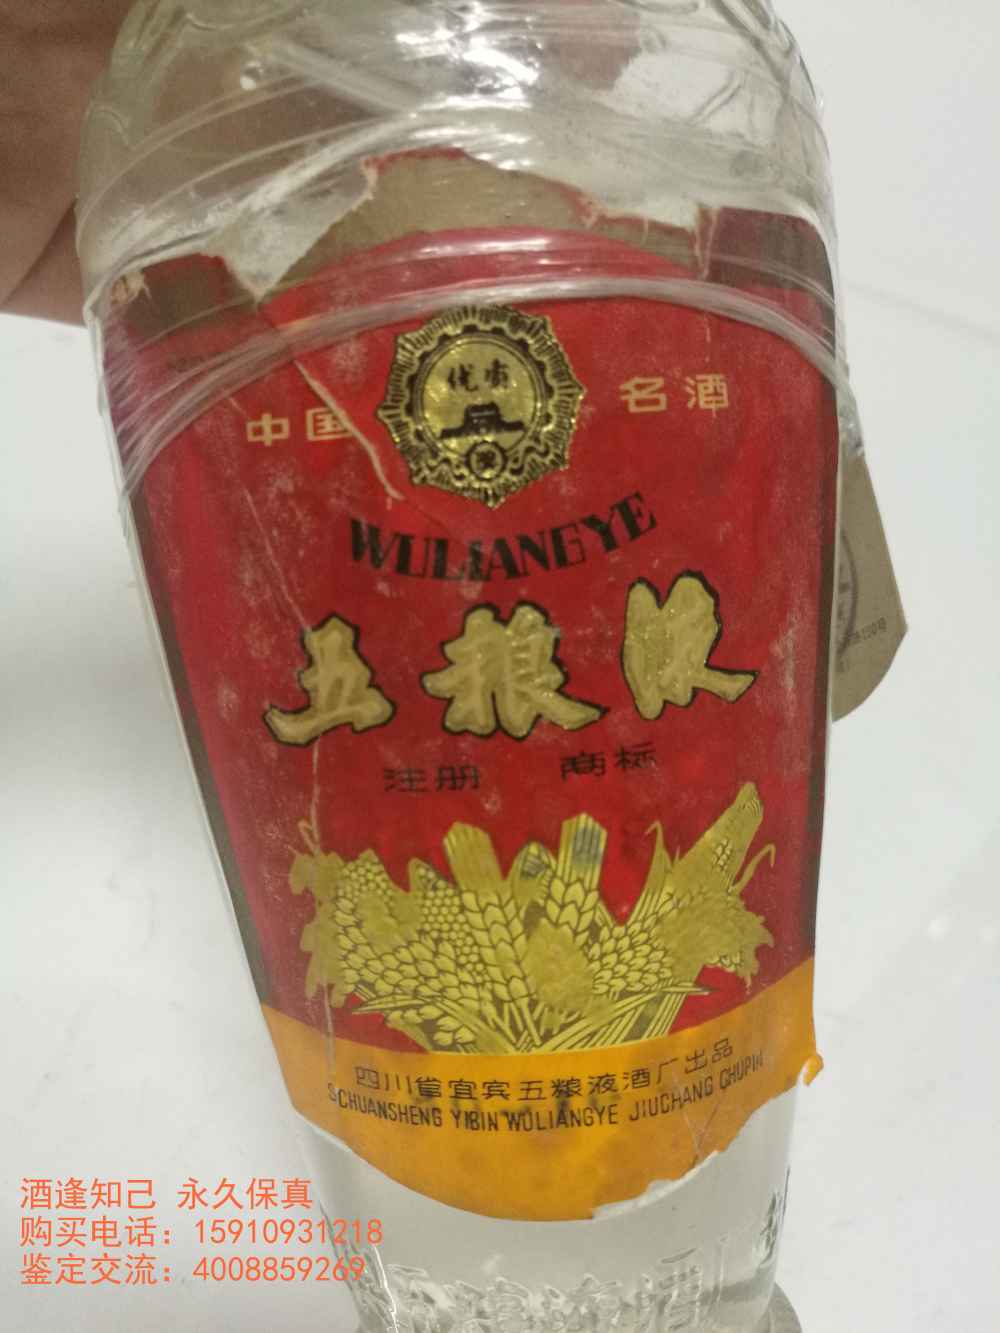 优质
中国 名酒
WULIANGYE
五粮液
注册 商标
四川省宜宾五粮液酒厂出品
SCHUANSHENG YIBIN WULIANGYE JIUCHANG CHUPIN
酒逢知己 永久保真
购买电话：15910931218
鉴定交流：4008859269